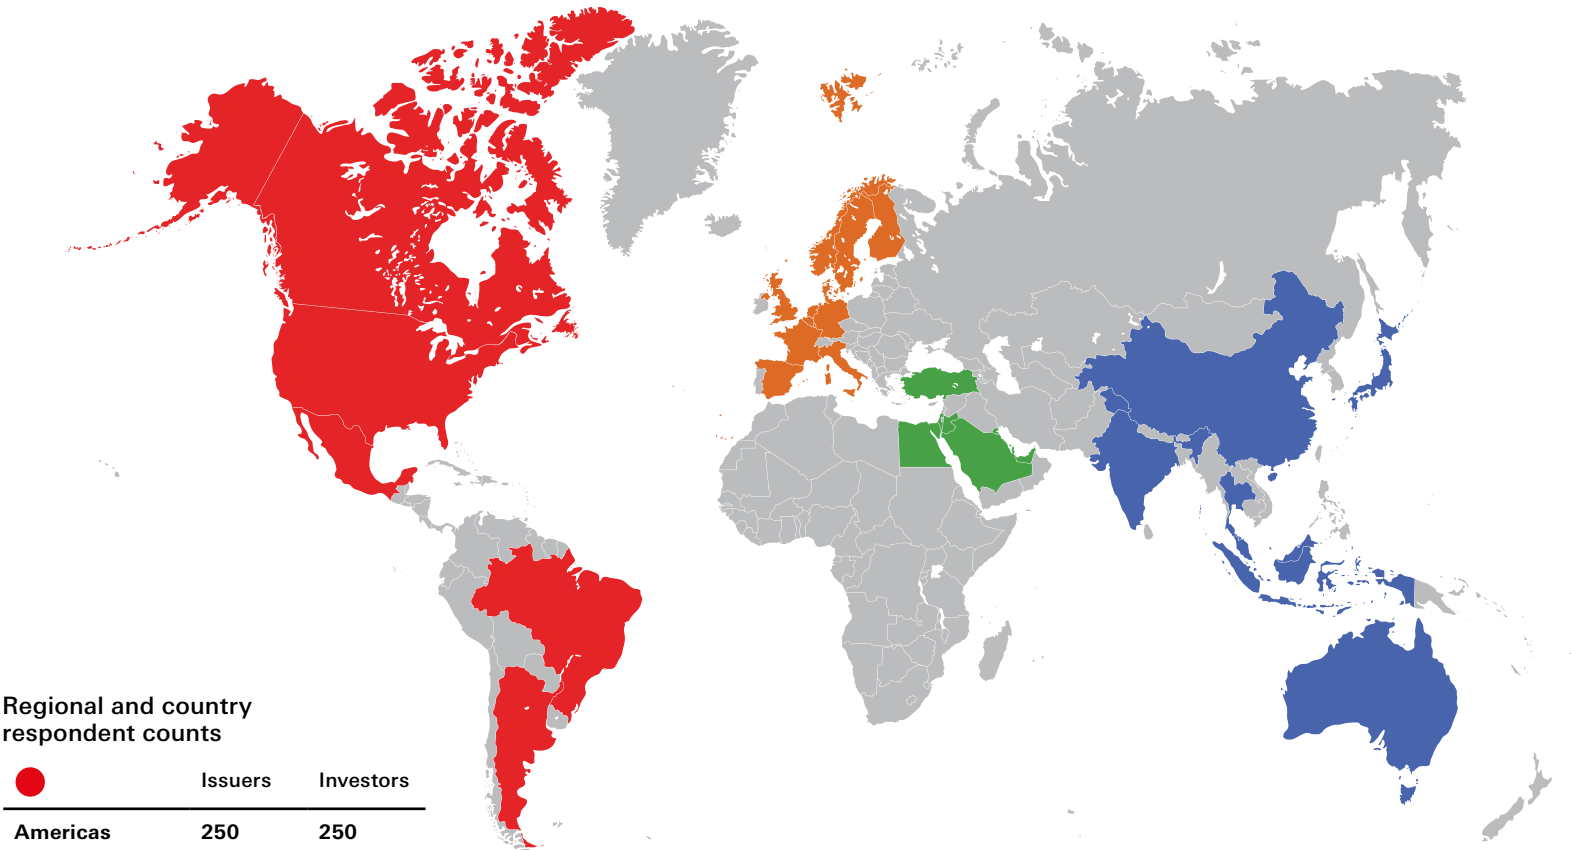 Regional and country
respondent counts
Issuers Investors
Americas 250 250